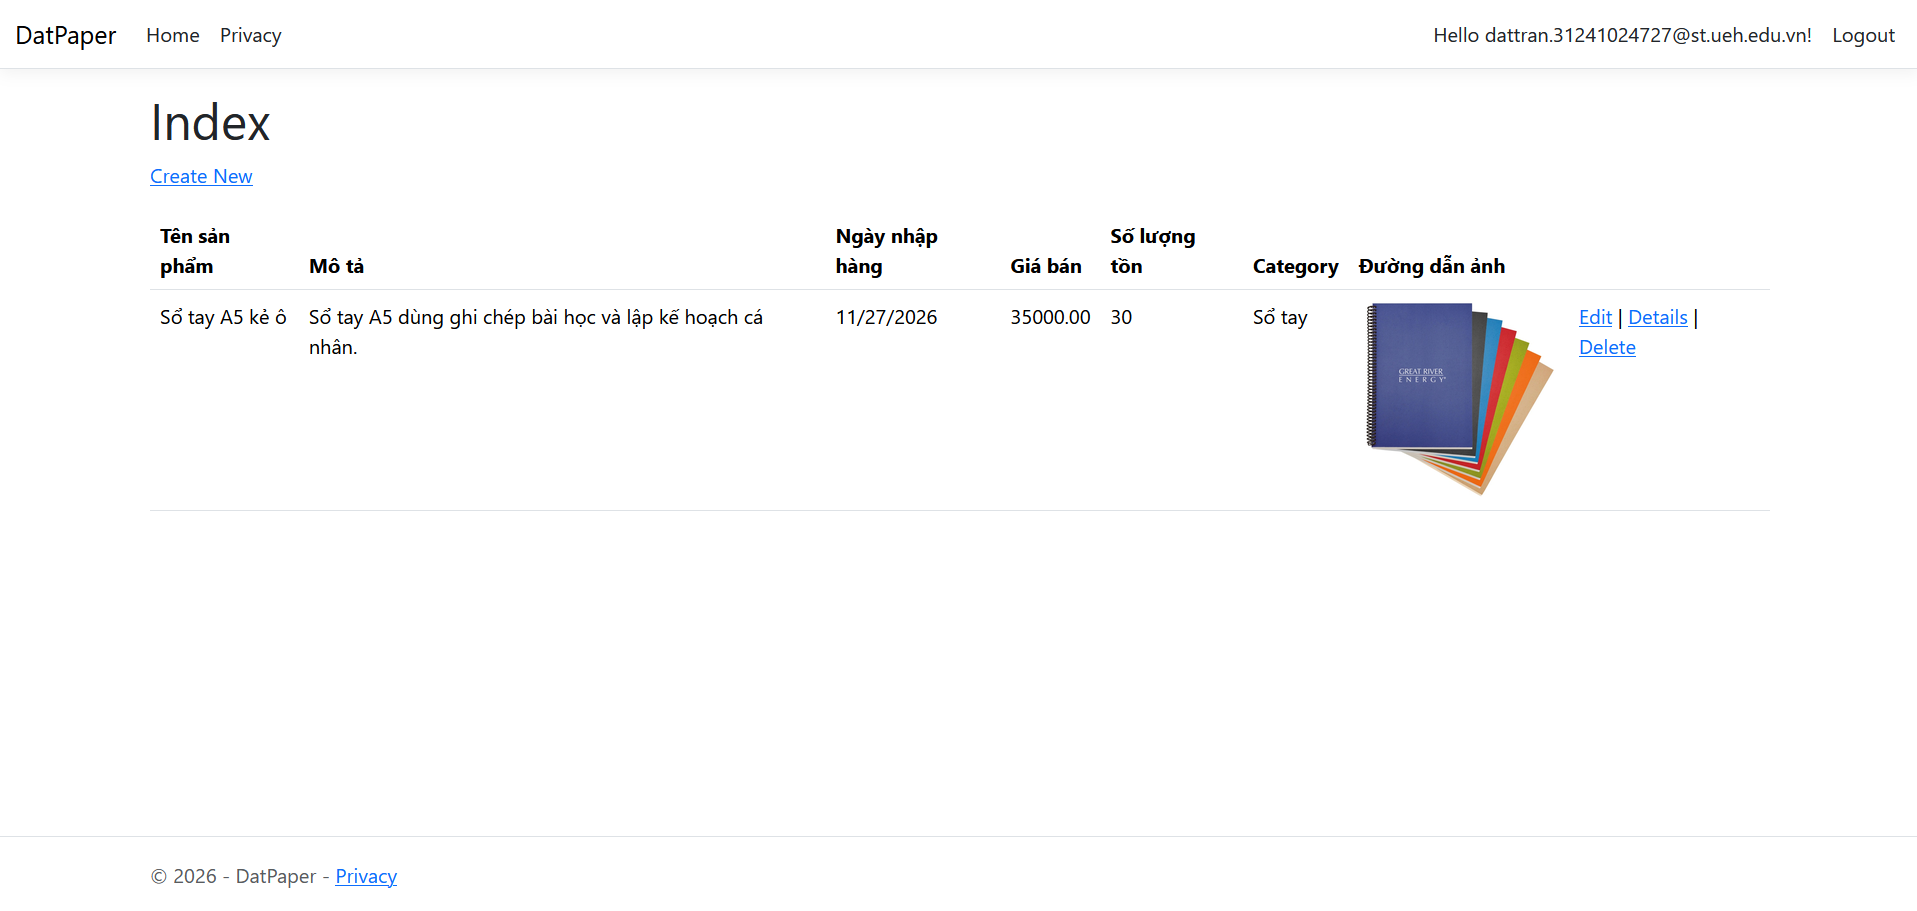 DatPaper Home Privacy Hello dattran.31241024727@st.ueh.edu.vn! Logout
Index
Create New
Tên sản phẩm Mô tả Ngày nhập hàng Giá bán Số lượng tồn Category Đường dẫn ảnh
Sổ tay A5 kẻ ô Sổ tay A5 dùng ghi chép bài học và lập kế hoạch cá nhân. 11/27/2026 35000.00 30 Sổ tay Edit | Details | Delete
GREAT RIVER
ENERGY
© 2026 - DatPaper - Privacy